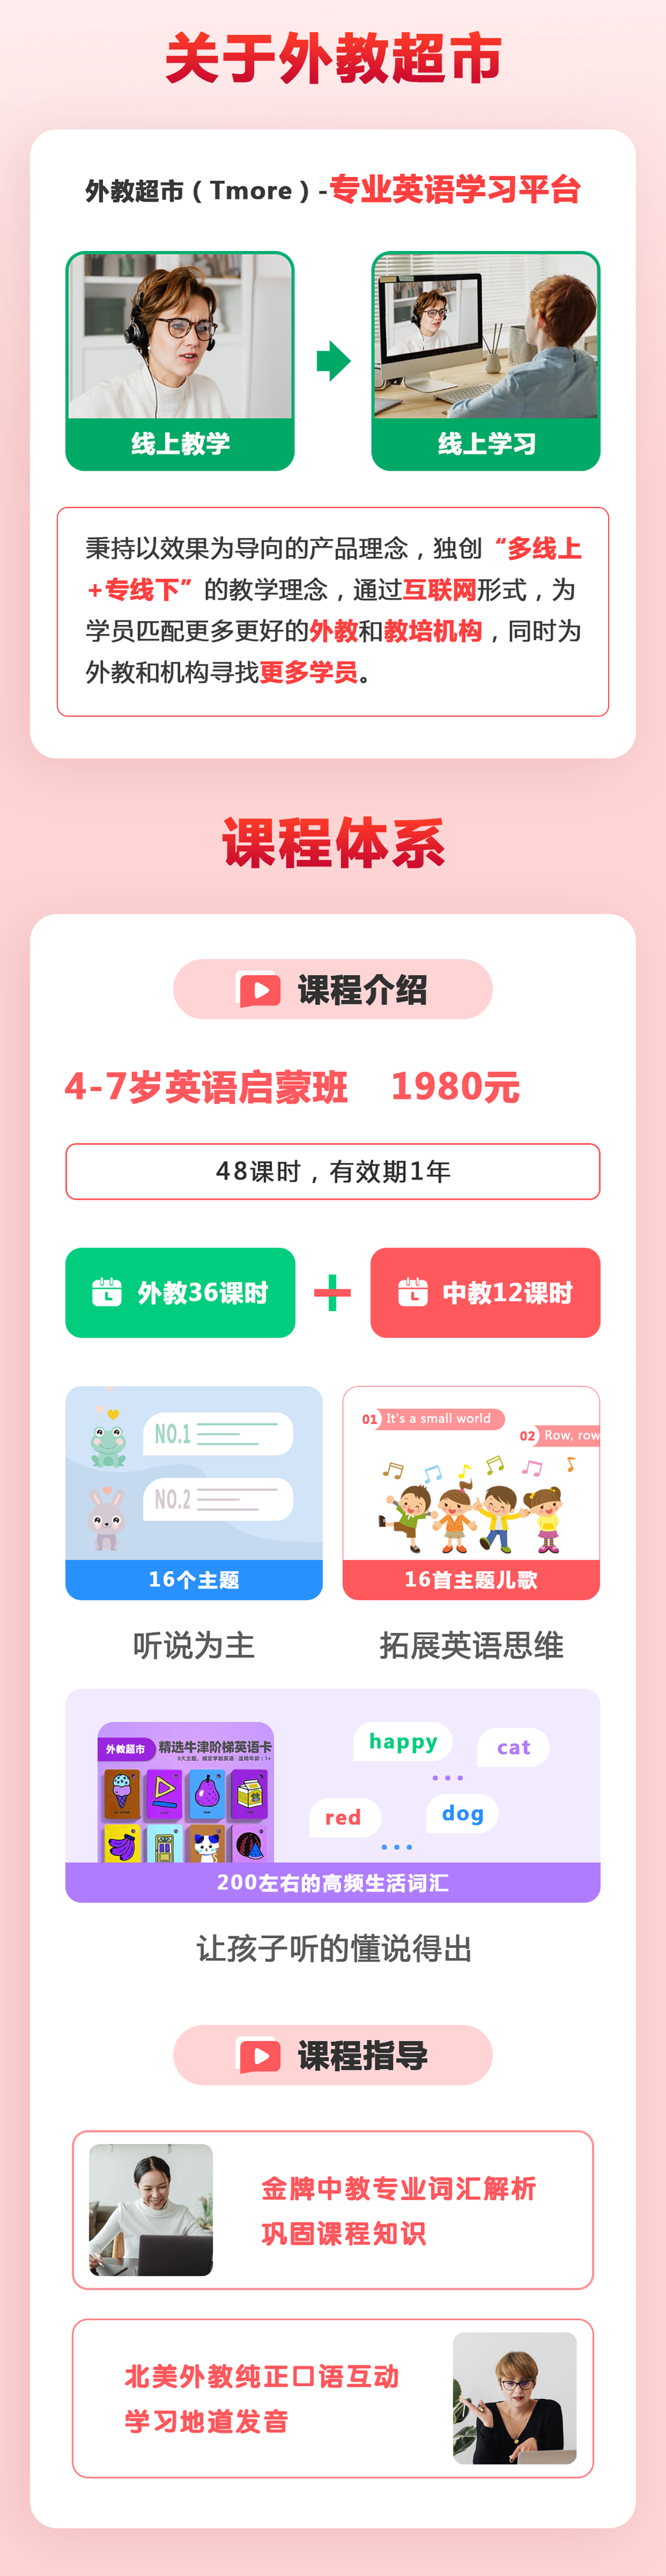 关于外教超市
外教超市（Tmore）-专业英语学习平台
线上教学
线上学习
秉持以效果为导向的产品理念，独创“多线上
+专线下”的教学理念，通过互联网形式，为
学员匹配更多更好的外教和教培机构，同时为
外教和机构寻找更多学员。
课程体系
课程介绍
4-7岁英语启蒙班 1980元
48课时，有效期1年
外教36课时
中教12课时
NO.1
NO.2
16个主题
01 It's a small world
02 Row, row
16首主题儿歌
听说为主
拓展英语思维
外教超市 精选牛津阶梯英语卡
happy
cat
red
dog
200左右的高频生活词汇
让孩子听的懂说得出
课程指导
金牌中教专业词汇解析
巩固课程知识
北美外教纯正口语互动
学习地道发音